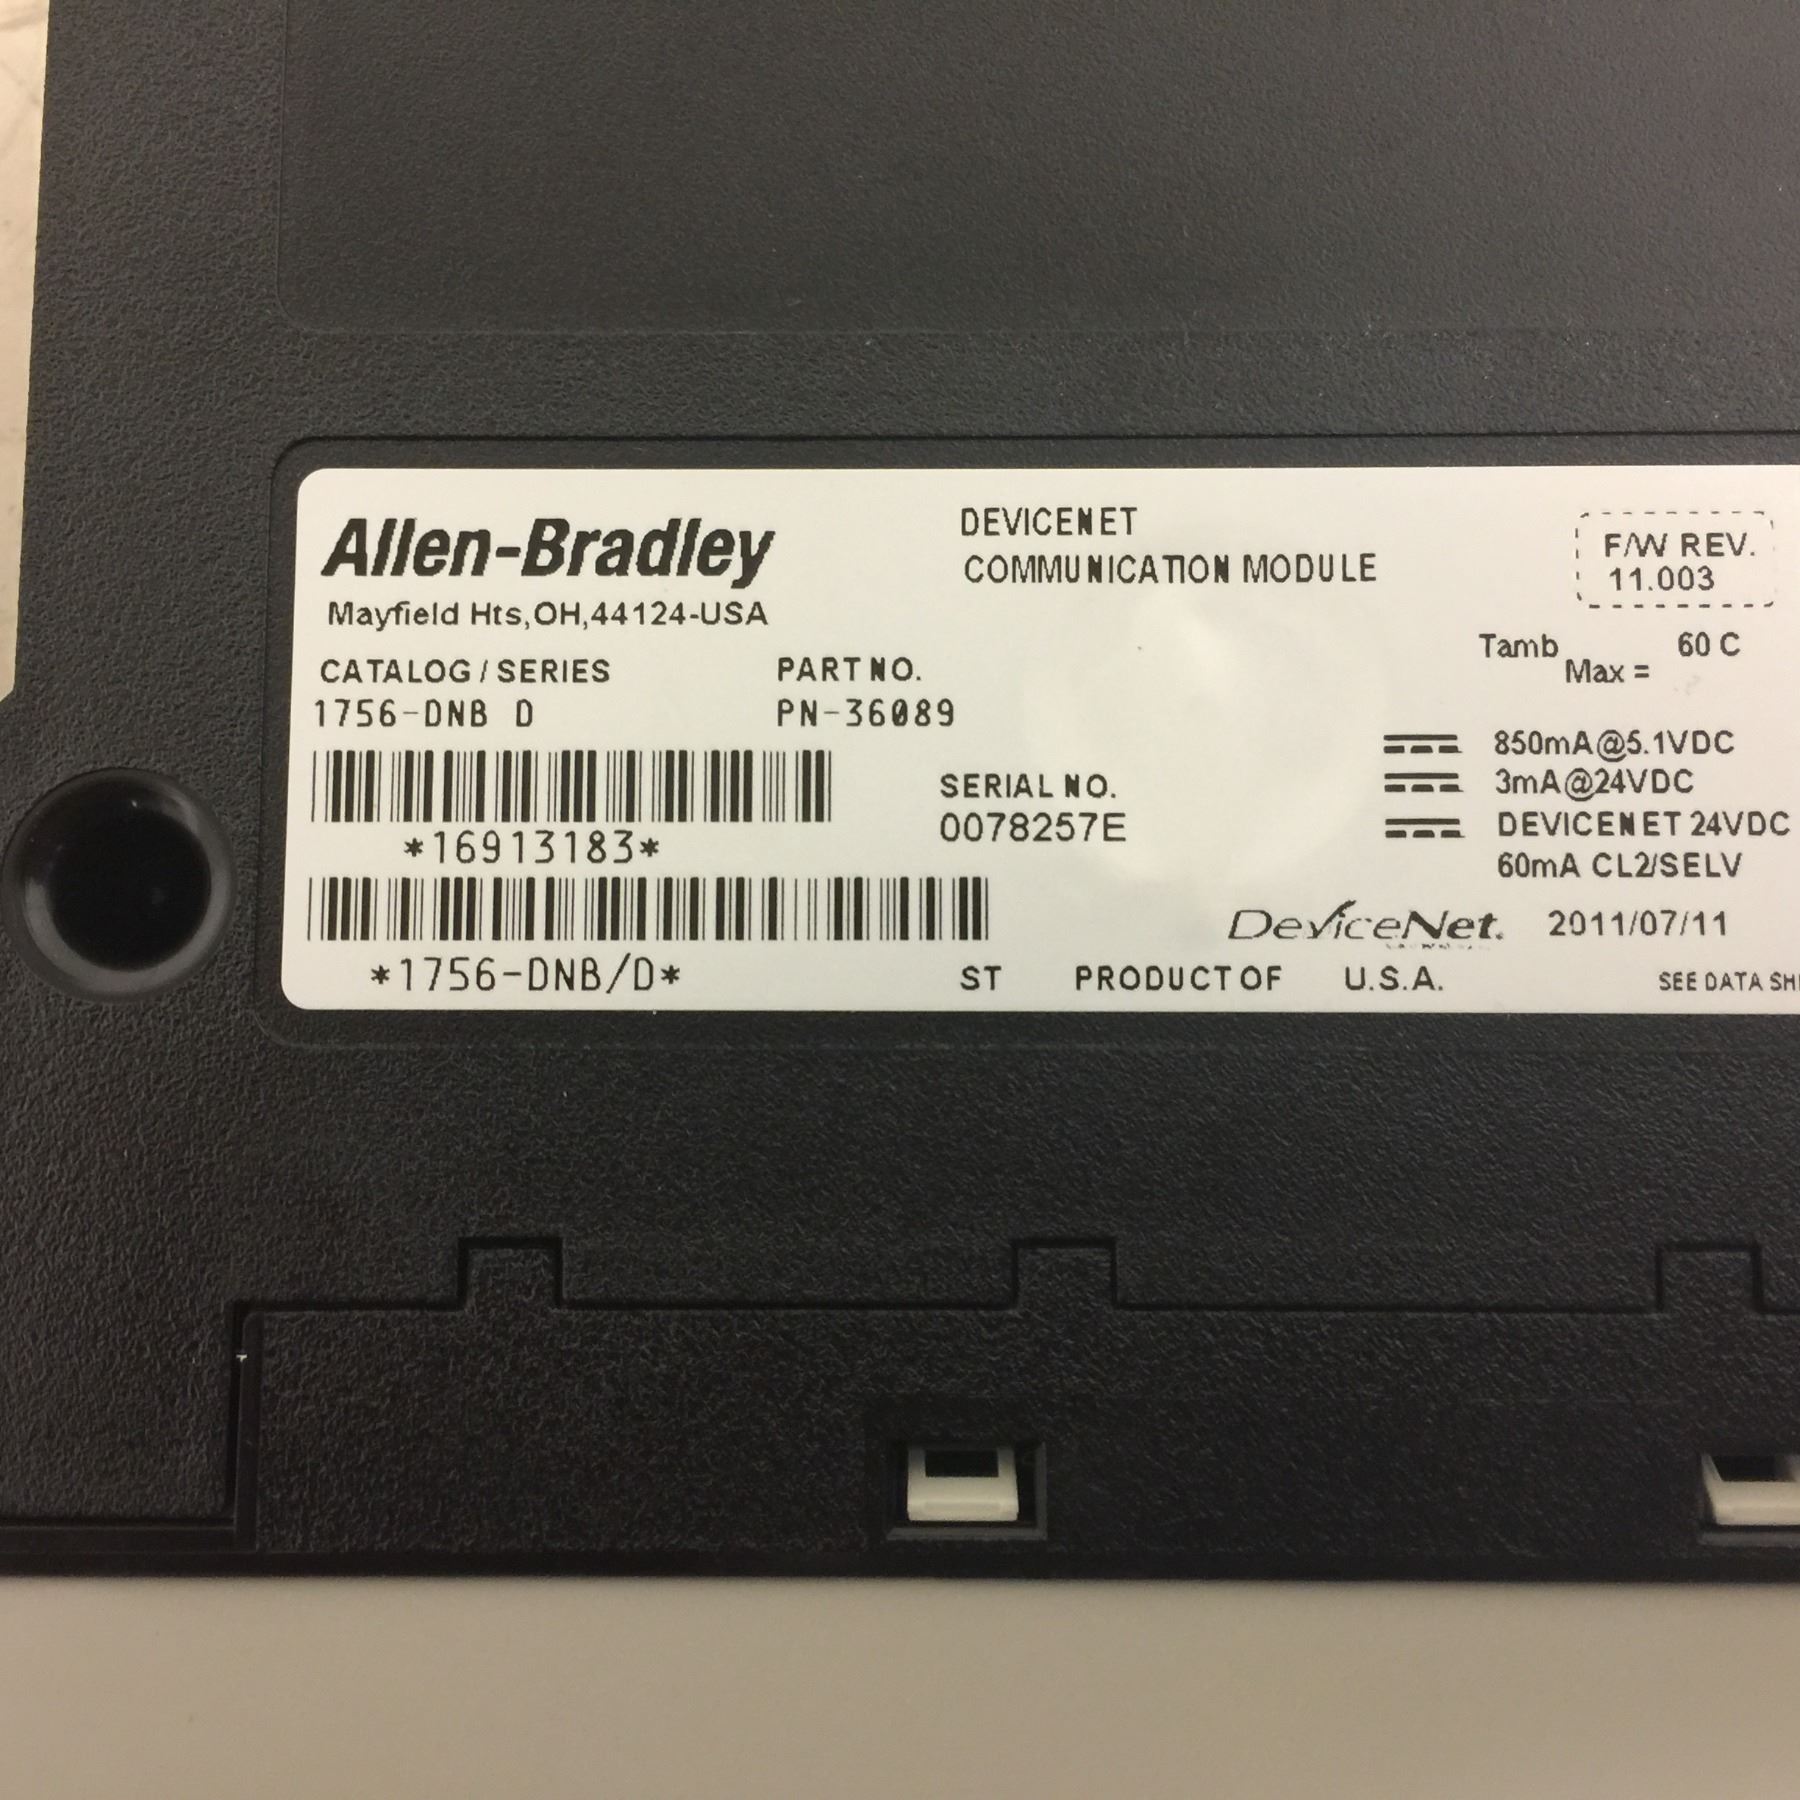 Allen-Bradley
Mayfield Hts,OH,44124-USA
DEVICENET
COMMUNICATION MODULE
F/W REV.
11.003
CATALOG / SERIES
1756-DNB D
PART NO.
PN-36089
Tamb Max = 60 C
*16913183*
SERIAL NO.
0078257E
850mA@5.1VDC
3mA@24VDC
DEVICENET 24VDC
60mA CL2/SELV
*1756-DNB/D*
DeviceNet.
2011/07/11
ST PRODUCT OF U.S.A.
SEE DATA